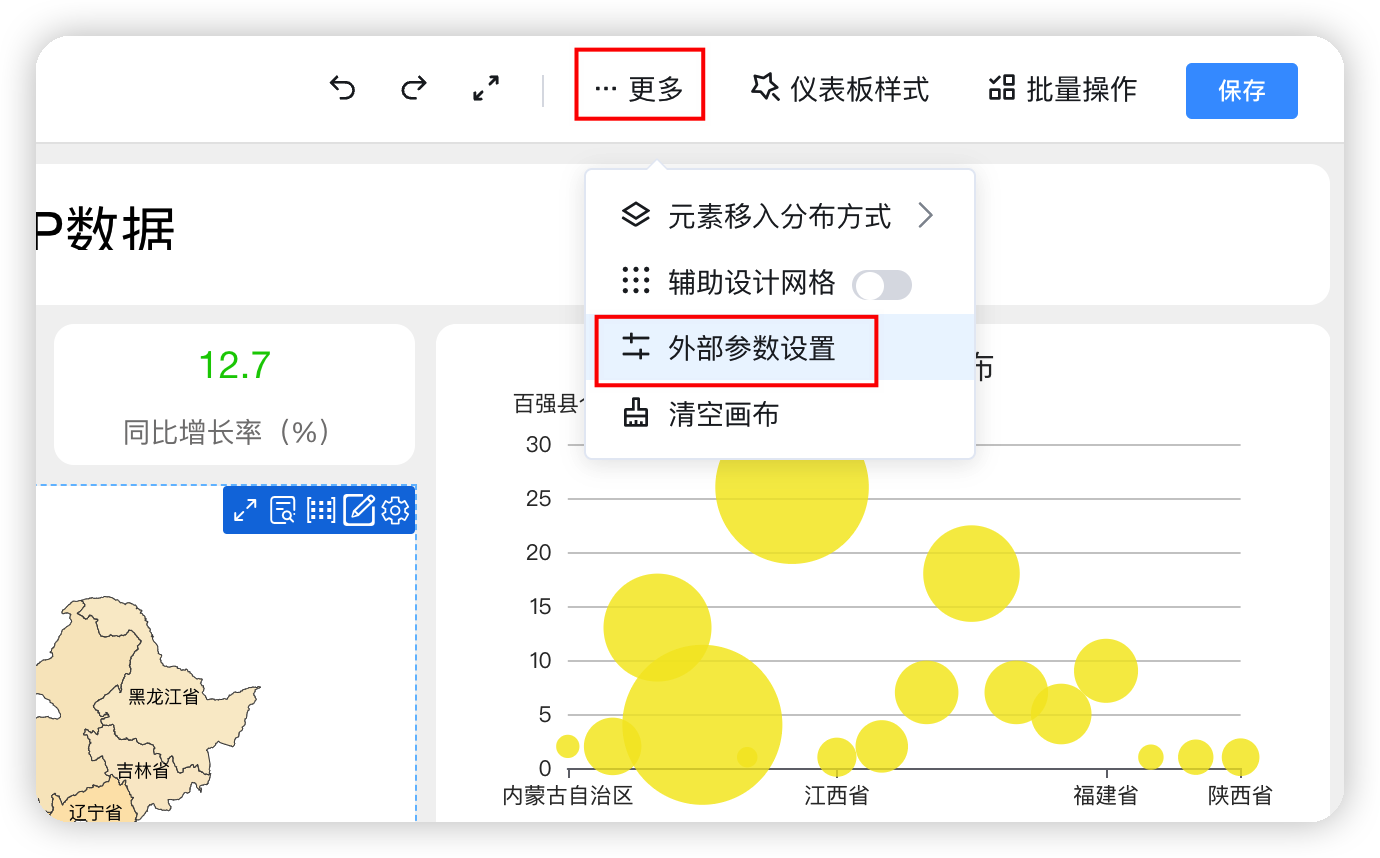 ··· 更多
仪表板样式
批量操作
保存
P数据
元素移入分布方式
辅助设计网格
外部参数设置
清空画布
12.7
同比增长率（%）
布
百强县
30
25
20
15
10
5
0
内蒙古自治区
江西省
福建省
陕西省
黑龙江省
吉林省
辽宁省